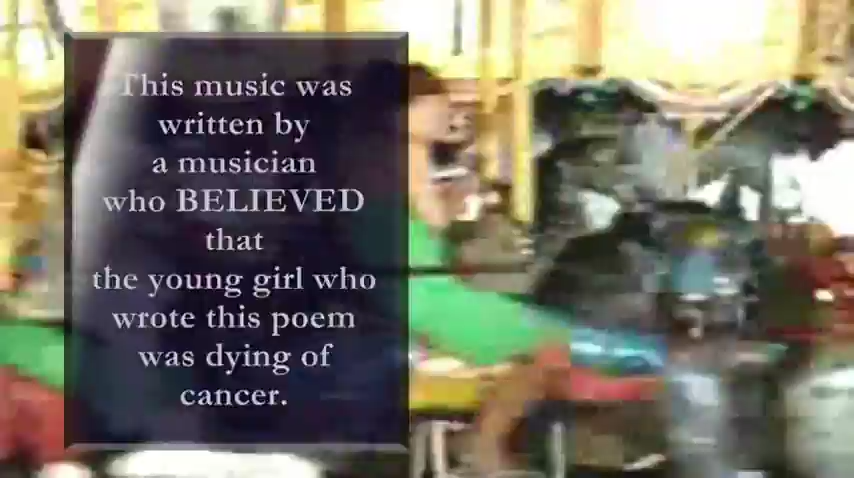 This music was
written by
a musician
who BELIEVED
that
the young girl who
wrote this poem
was dying of
cancer.